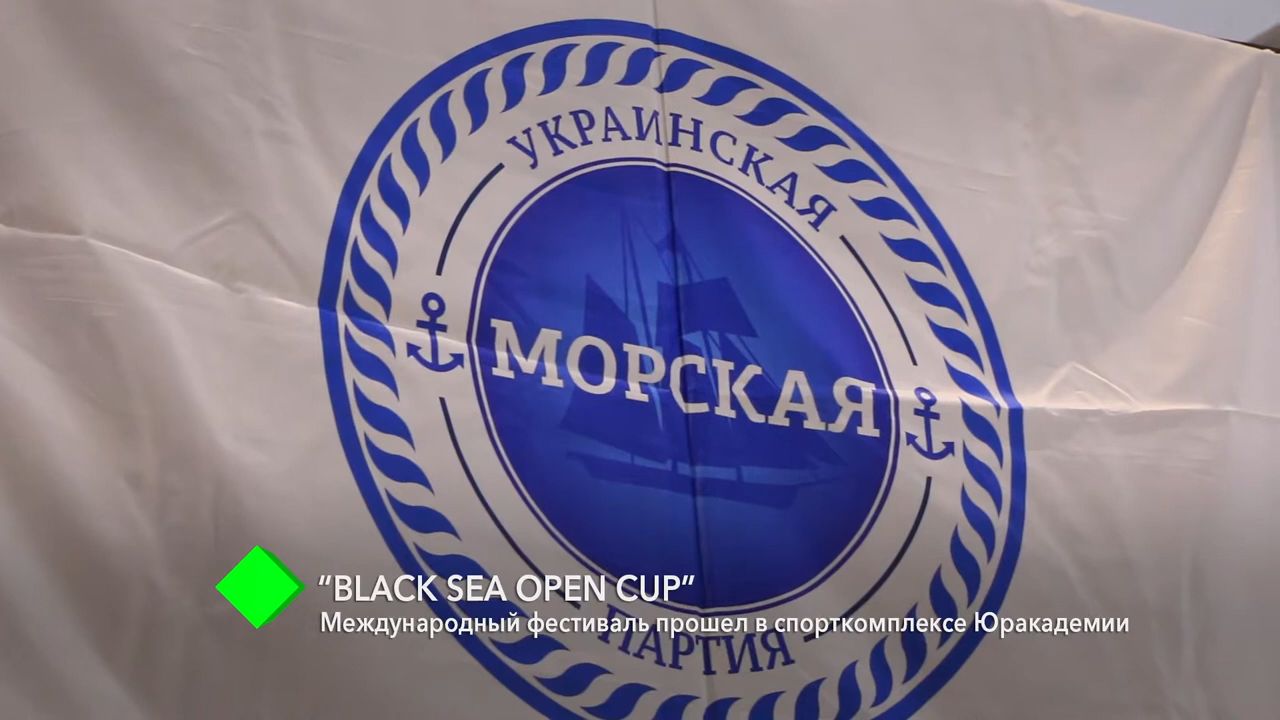 УКРАИНСКАЯ
МОРСКАЯ
ПАРТИЯ
“BLACK SEA OPEN CUP”
Международный фестиваль прошел в спорткомплексе Юракадемии